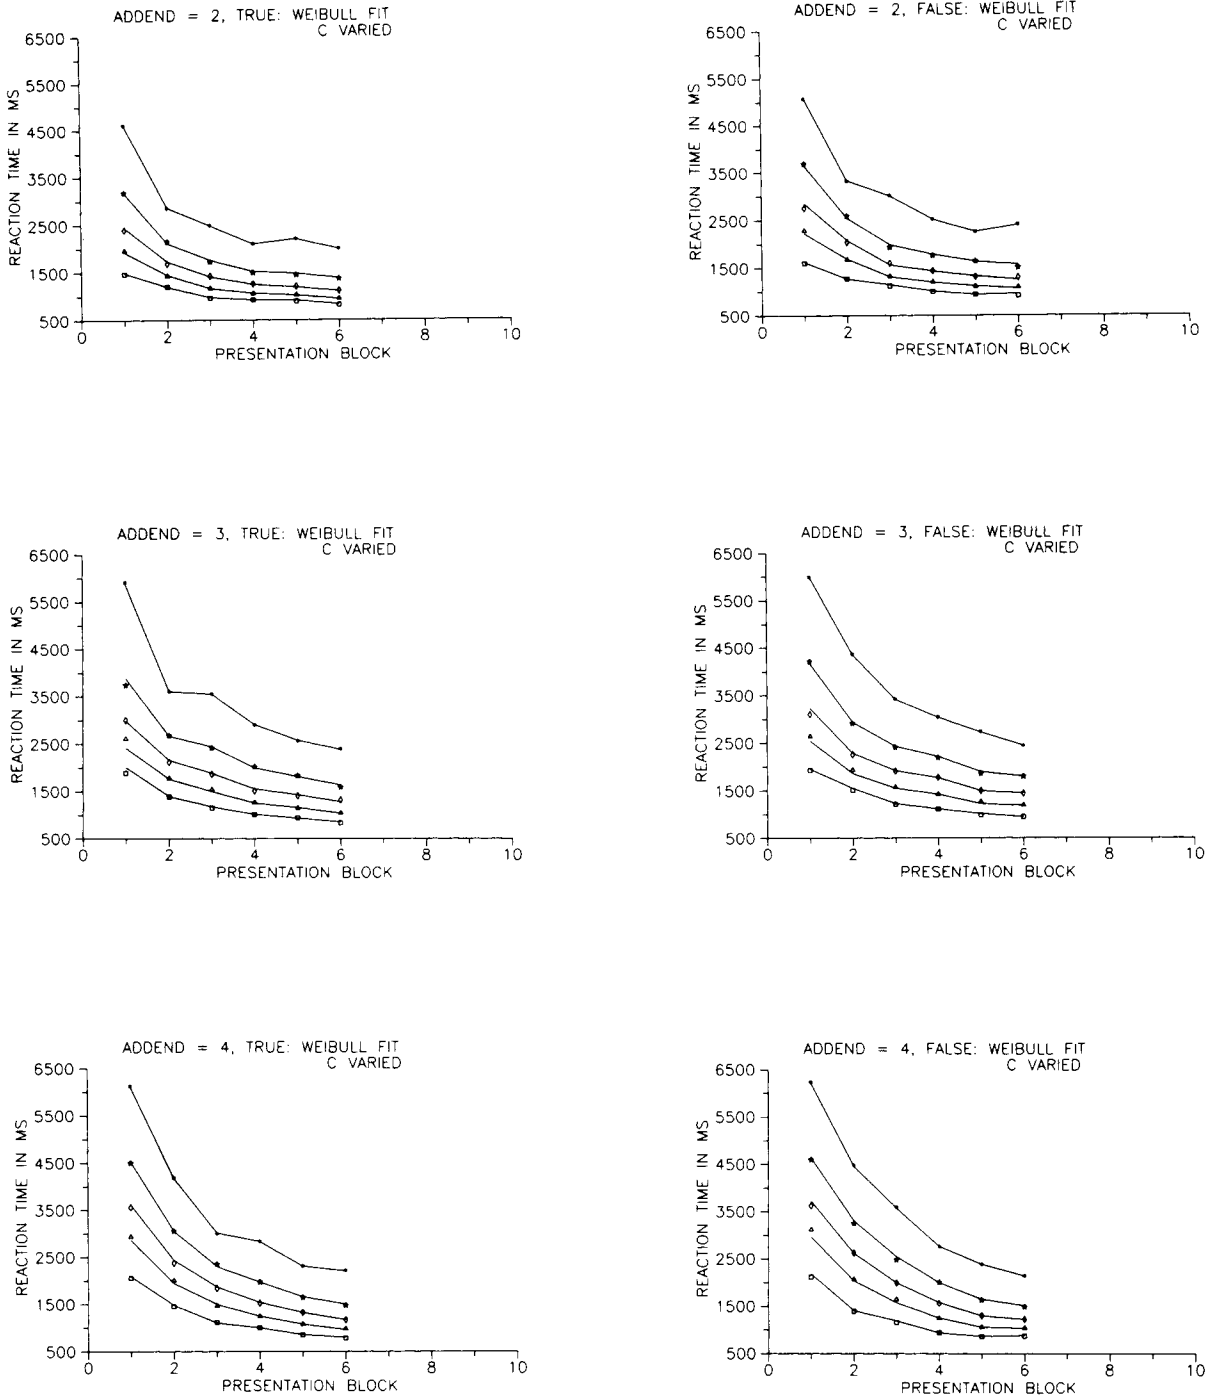 ADDEND = 2, TRUE: WEIBULL FIT
C VARIED
REACTION TIME IN MS
6500
5500
4500
3500
2500
1500
500
0 2 4 6 8 10
PRESENTATION BLOCK
ADDEND = 2, FALSE: WEIBULL FIT
C VARIED
REACTION TIME IN MS
6500
5500
4500
3500
2500
1500
500
0 2 4 6 8 10
PRESENTATION BLOCK
ADDEND = 3, TRUE: WEIBULL FIT
C VARIED
REACTION TIME IN MS
6500
5500
4500
3500
2500
1500
500
0 2 4 6 8 10
PRESENTATION BLOCK
ADDEND = 3, FALSE: WEIBULL FIT
C VARIED
REACTION TIME IN MS
6500
5500
4500
3500
2500
1500
500
0 2 4 6 8 10
PRESENTATION BLOCK
ADDEND = 4, TRUE: WEIBULL FIT
C VARIED
REACTION TIME IN MS
6500
5500
4500
3500
2500
1500
500
0 2 4 6 8 10
PRESENTATION BLOCK
ADDEND = 4, FALSE: WEIBULL FIT
C VARIED
REACTION TIME IN MS
6500
5500
4500
3500
2500
1500
500
0 2 4 6 8 10
PRESENTATION BLOCK